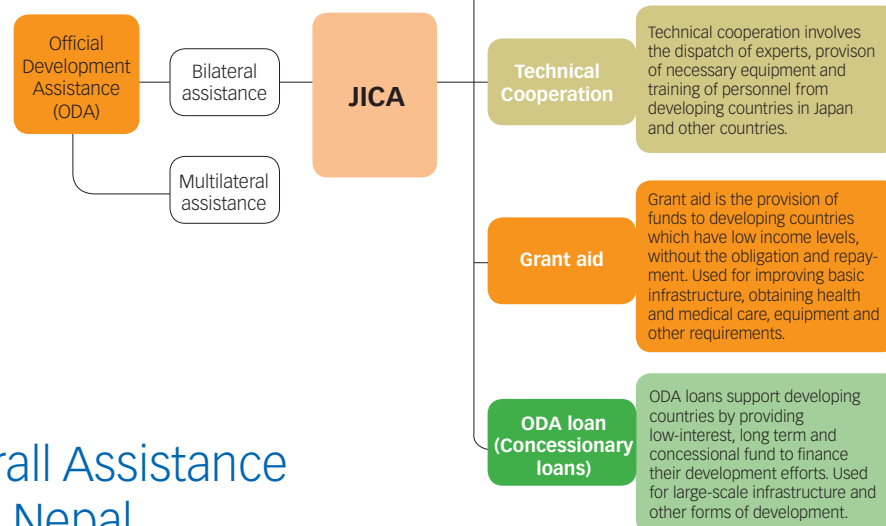 Official
Development
Assistance
(ODA)
Bilateral
assistance
Multilateral
assistance
JICA
Technical
Cooperation
Technical cooperation involves
the dispatch of experts, provison
of necessary equipment and
training of personnel from
developing countries in Japan
and other countries.
Grant aid
Grant aid is the provision of
funds to developing countries
which have low income levels,
without the obligation and repay-
ment. Used for improving basic
infrastructure, obtaining health
and medical care, equipment and
other requirements.
ODA loan
(Concessionary
loans)
ODA loans support developing
countries by providing
low-interest, long term and
concessional fund to finance
their development efforts. Used
for large-scale infrastructure and
other forms of development.
rall Assistance
Nepal